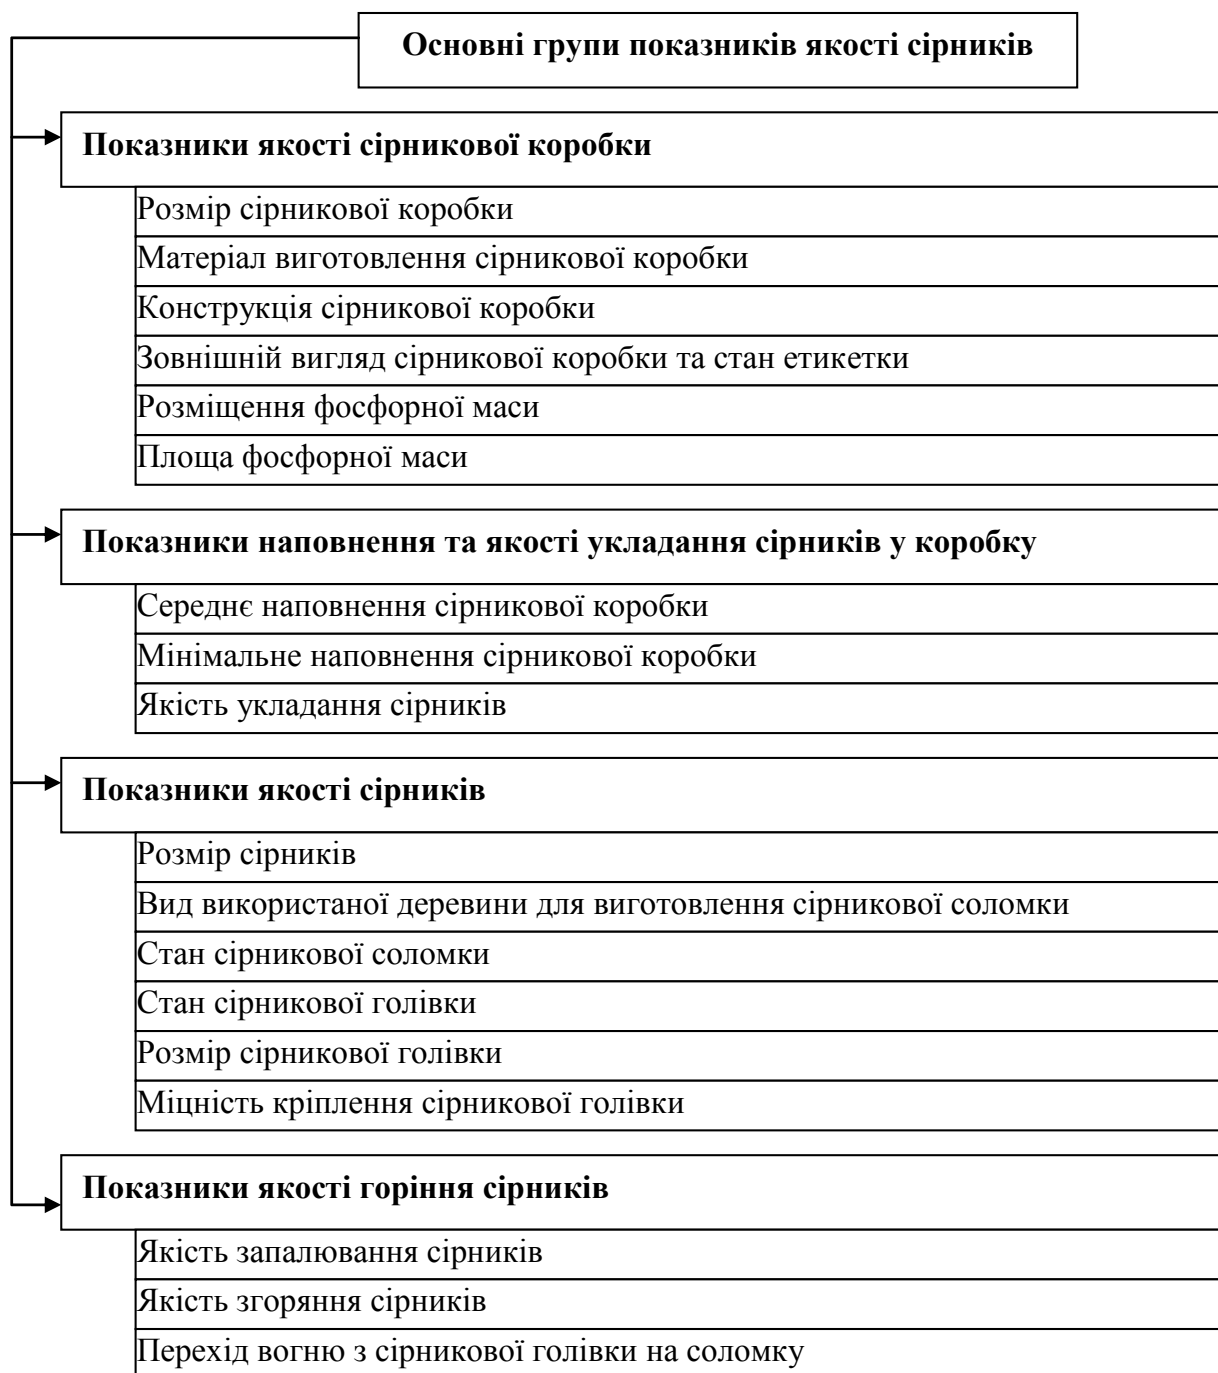 Основні групи показників якості сірників
Показники якості сірникової коробки
Розмір сірникової коробки
Матеріал виготовлення сірникової коробки
Конструкція сірникової коробки
Зовнішній вигляд сірникової коробки та стан етикетки
Розміщення фосфорної маси
Площа фосфорної маси
Показники наповнення та якості укладання сірників у коробку
Середнє наповнення сірникової коробки
Мінімальне наповнення сірникової коробки
Якість укладання сірників
Показники якості сірників
Розмір сірників
Вид використаної деревини для виготовлення сірникової соломки
Стан сірникової соломки
Стан сірникової голівки
Розмір сірникової голівки
Міцність кріплення сірникової голівки
Показники якості горіння сірників
Якість запалювання сірників
Якість згоряння сірників
Перехід вогню з сірникової голівки на соломку